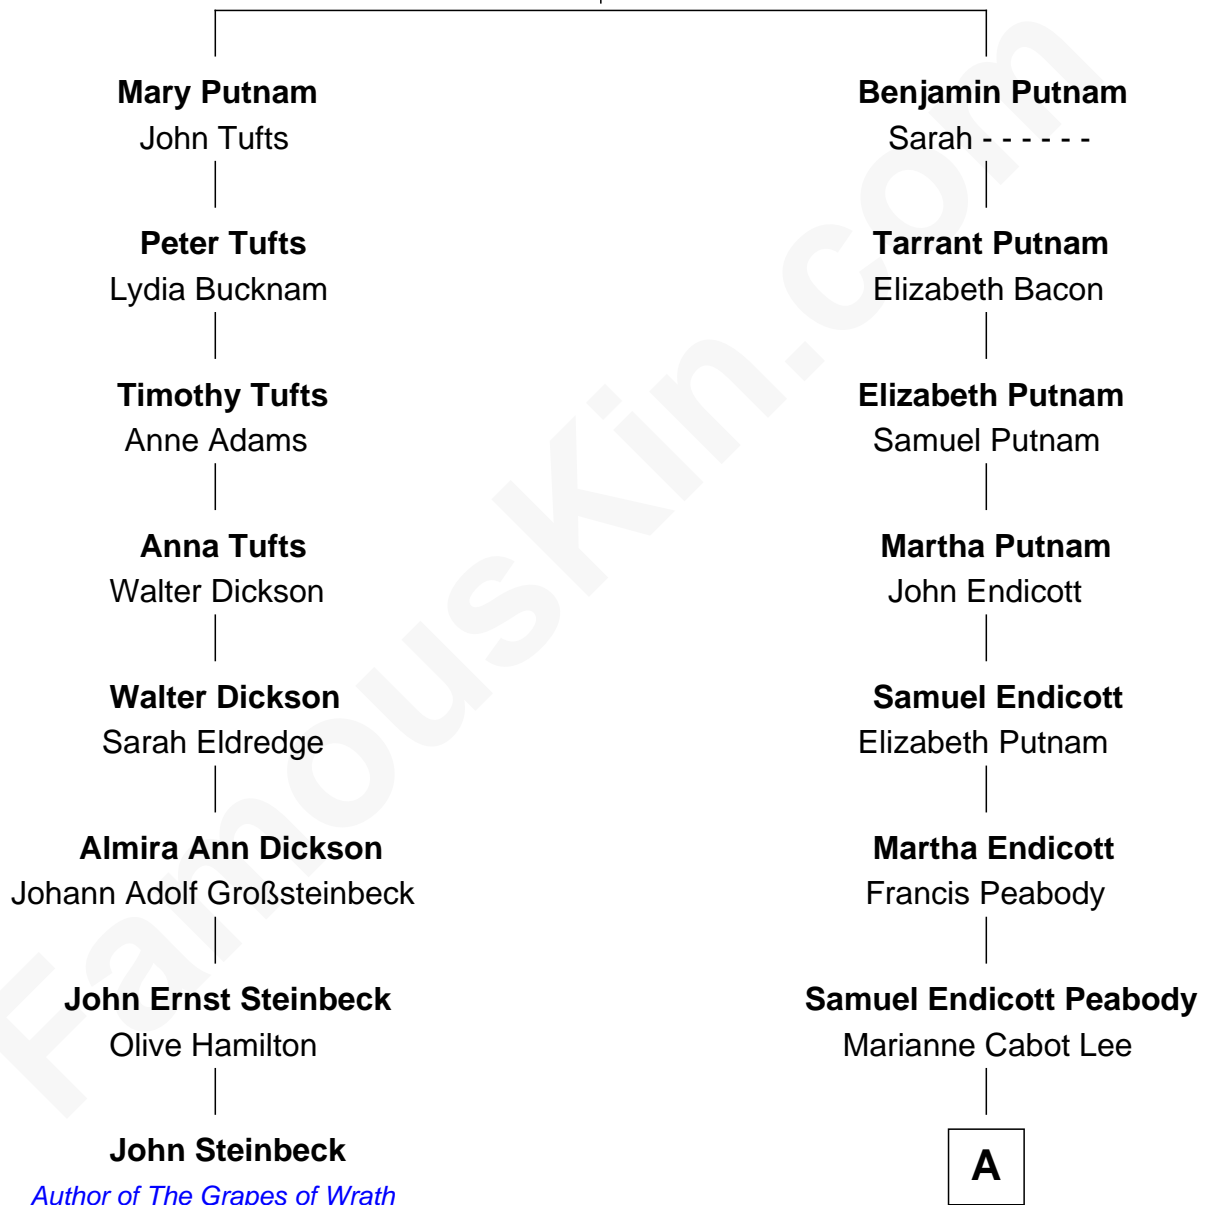 Mary Putnam
John Tufts
Peter Tufts
Lydia Bucknam
Timothy Tufts
Anne Adams
Anna Tufts
Walter Dickson
Walter Dickson
Sarah Eldredge
Almira Ann Dickson
Johann Adolf Großsteinbeck
John Ernst Steinbeck
Olive Hamilton
John Steinbeck
Author of The Grapes of Wrath
Benjamin Putnam
Sarah - - - - - -
Tarrant Putnam
Elizabeth Bacon
Elizabeth Putnam
Samuel Putnam
Martha Putnam
John Endicott
Samuel Endicott
Elizabeth Putnam
Martha Endicott
Francis Peabody
Samuel Endicott Peabody
Marianne Cabot Lee
A
FamousKin.com